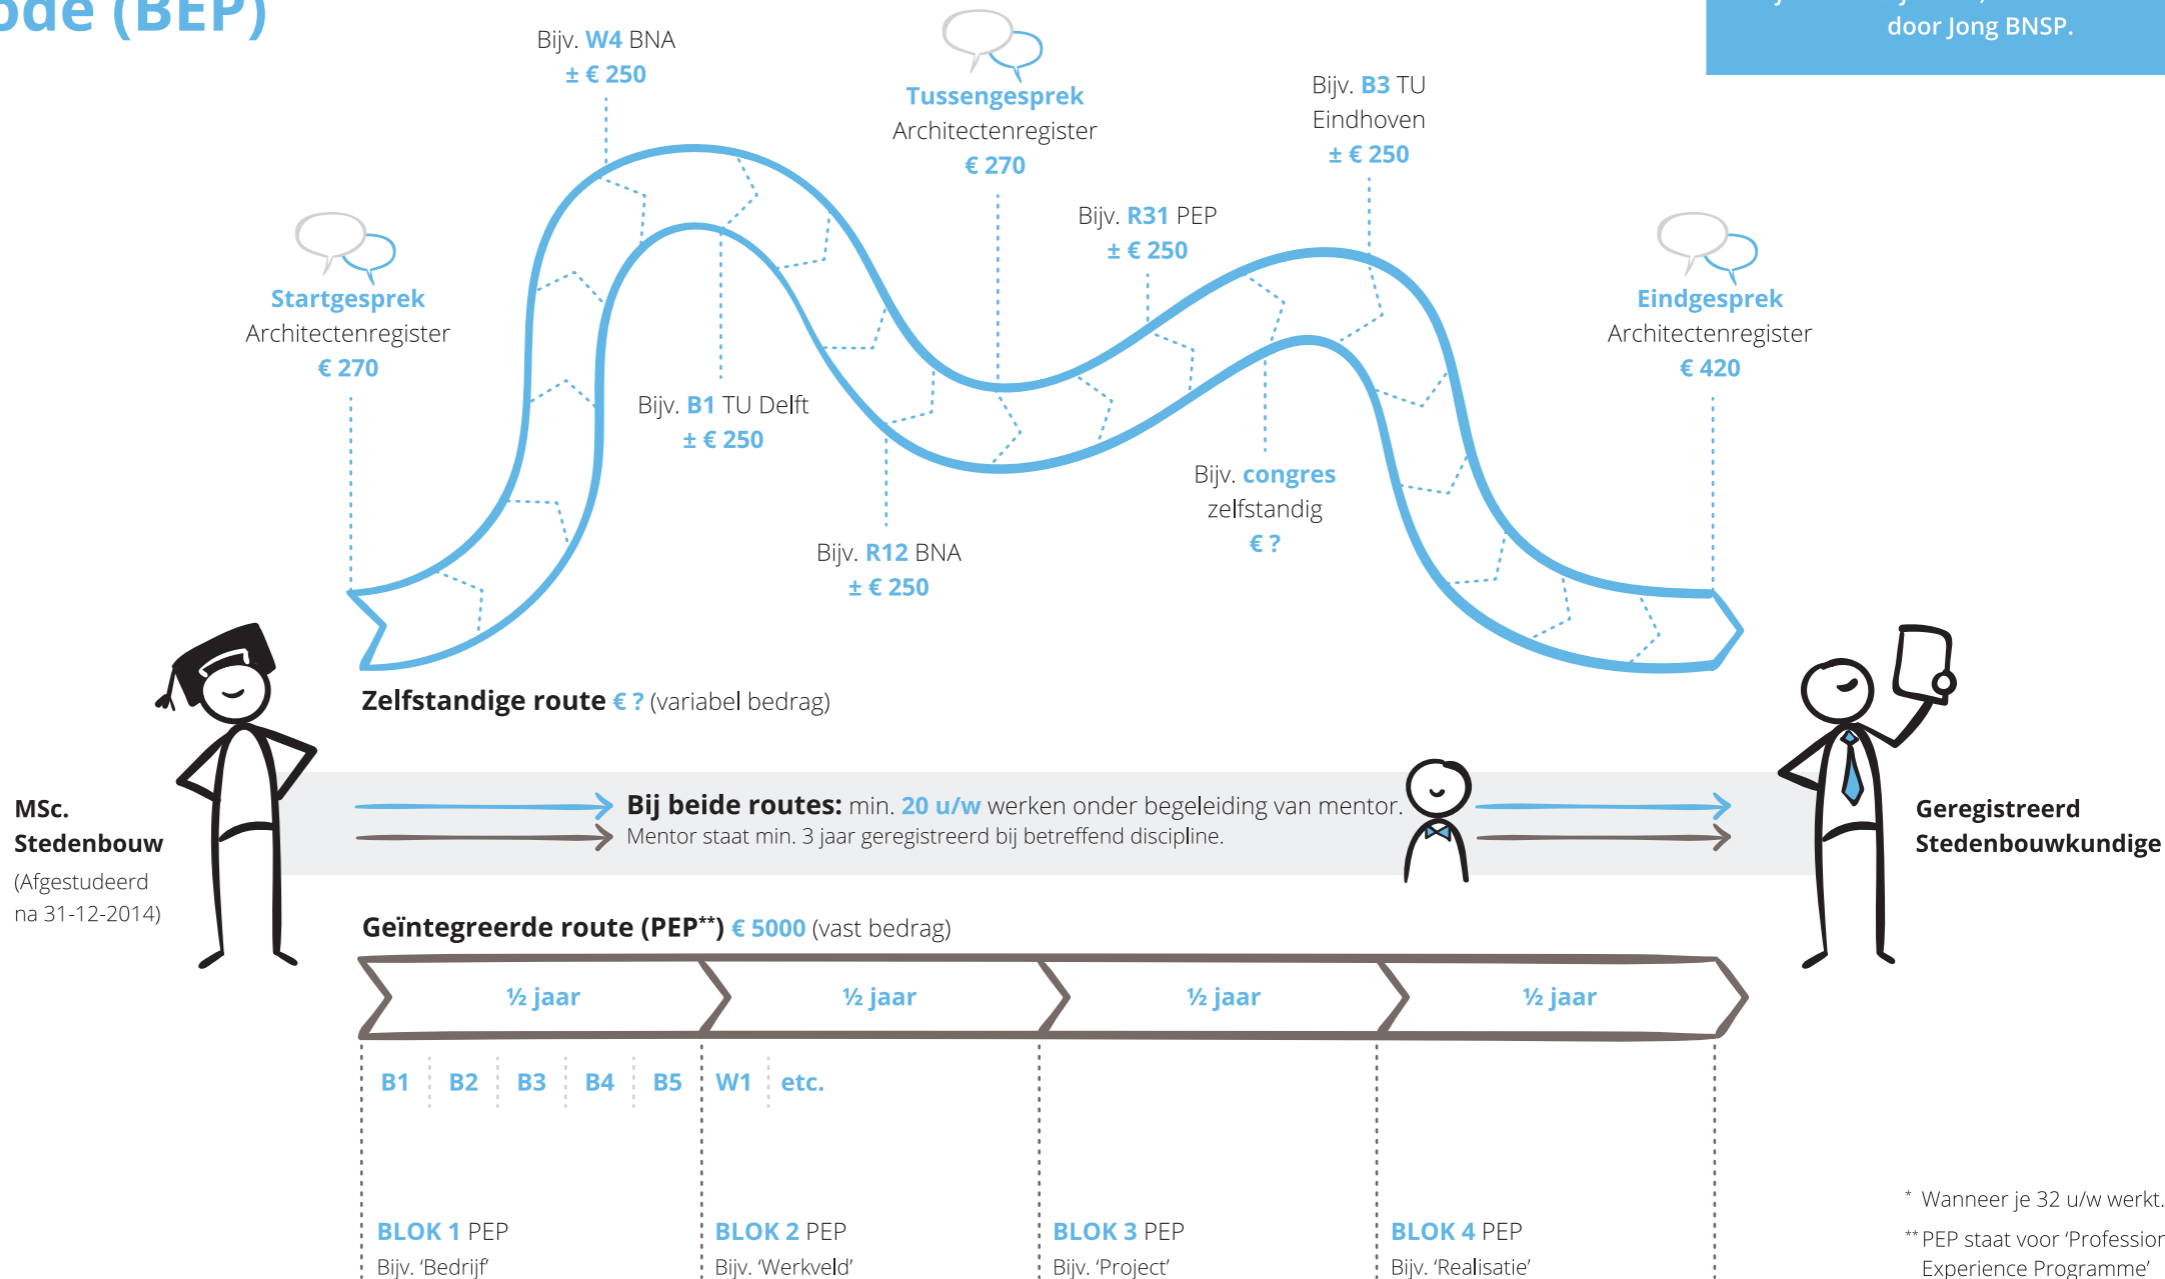 ode (BEP)
door Jong BNSP.
Bijv. W4 BNA
± € 250
Tussengesprek
Architectenregister
€ 270
Bijv. B3 TU
Eindhoven
± € 250
Bijv. R31 PEP
± € 250
Startgesprek
Architectenregister
€ 270
Eindgesprek
Architectenregister
€ 420
Bijv. B1 TU Delft
± € 250
Bijv. congres
zelfstandig
€ ?
Bijv. R12 BNA
± € 250
Zelfstandige route € ? (variabel bedrag)
MSc.
Stedenbouw
(Afgestudeerd
na 31-12-2014)
Bij beide routes: min. 20 u/w werken onder begeleiding van mentor.
Mentor staat min. 3 jaar geregistreerd bij betreffend discipline.
Geregistreerd
Stedenbouwkundige
Geïntegreerde route (PEP**) € 5000 (vast bedrag)
½ jaar ½ jaar ½ jaar ½ jaar
B1 B2 B3 B4 B5 W1 etc.
BLOK 1 PEP
Bijv. ‘Bedrijf’
BLOK 2 PEP
Bijv. ‘Werkveld’
BLOK 3 PEP
Bijv. ‘Project’
BLOK 4 PEP
Bijv. ‘Realisatie’
* Wanneer je 32 u/w werkt.
** PEP staat voor ‘Profession
Experience Programme’